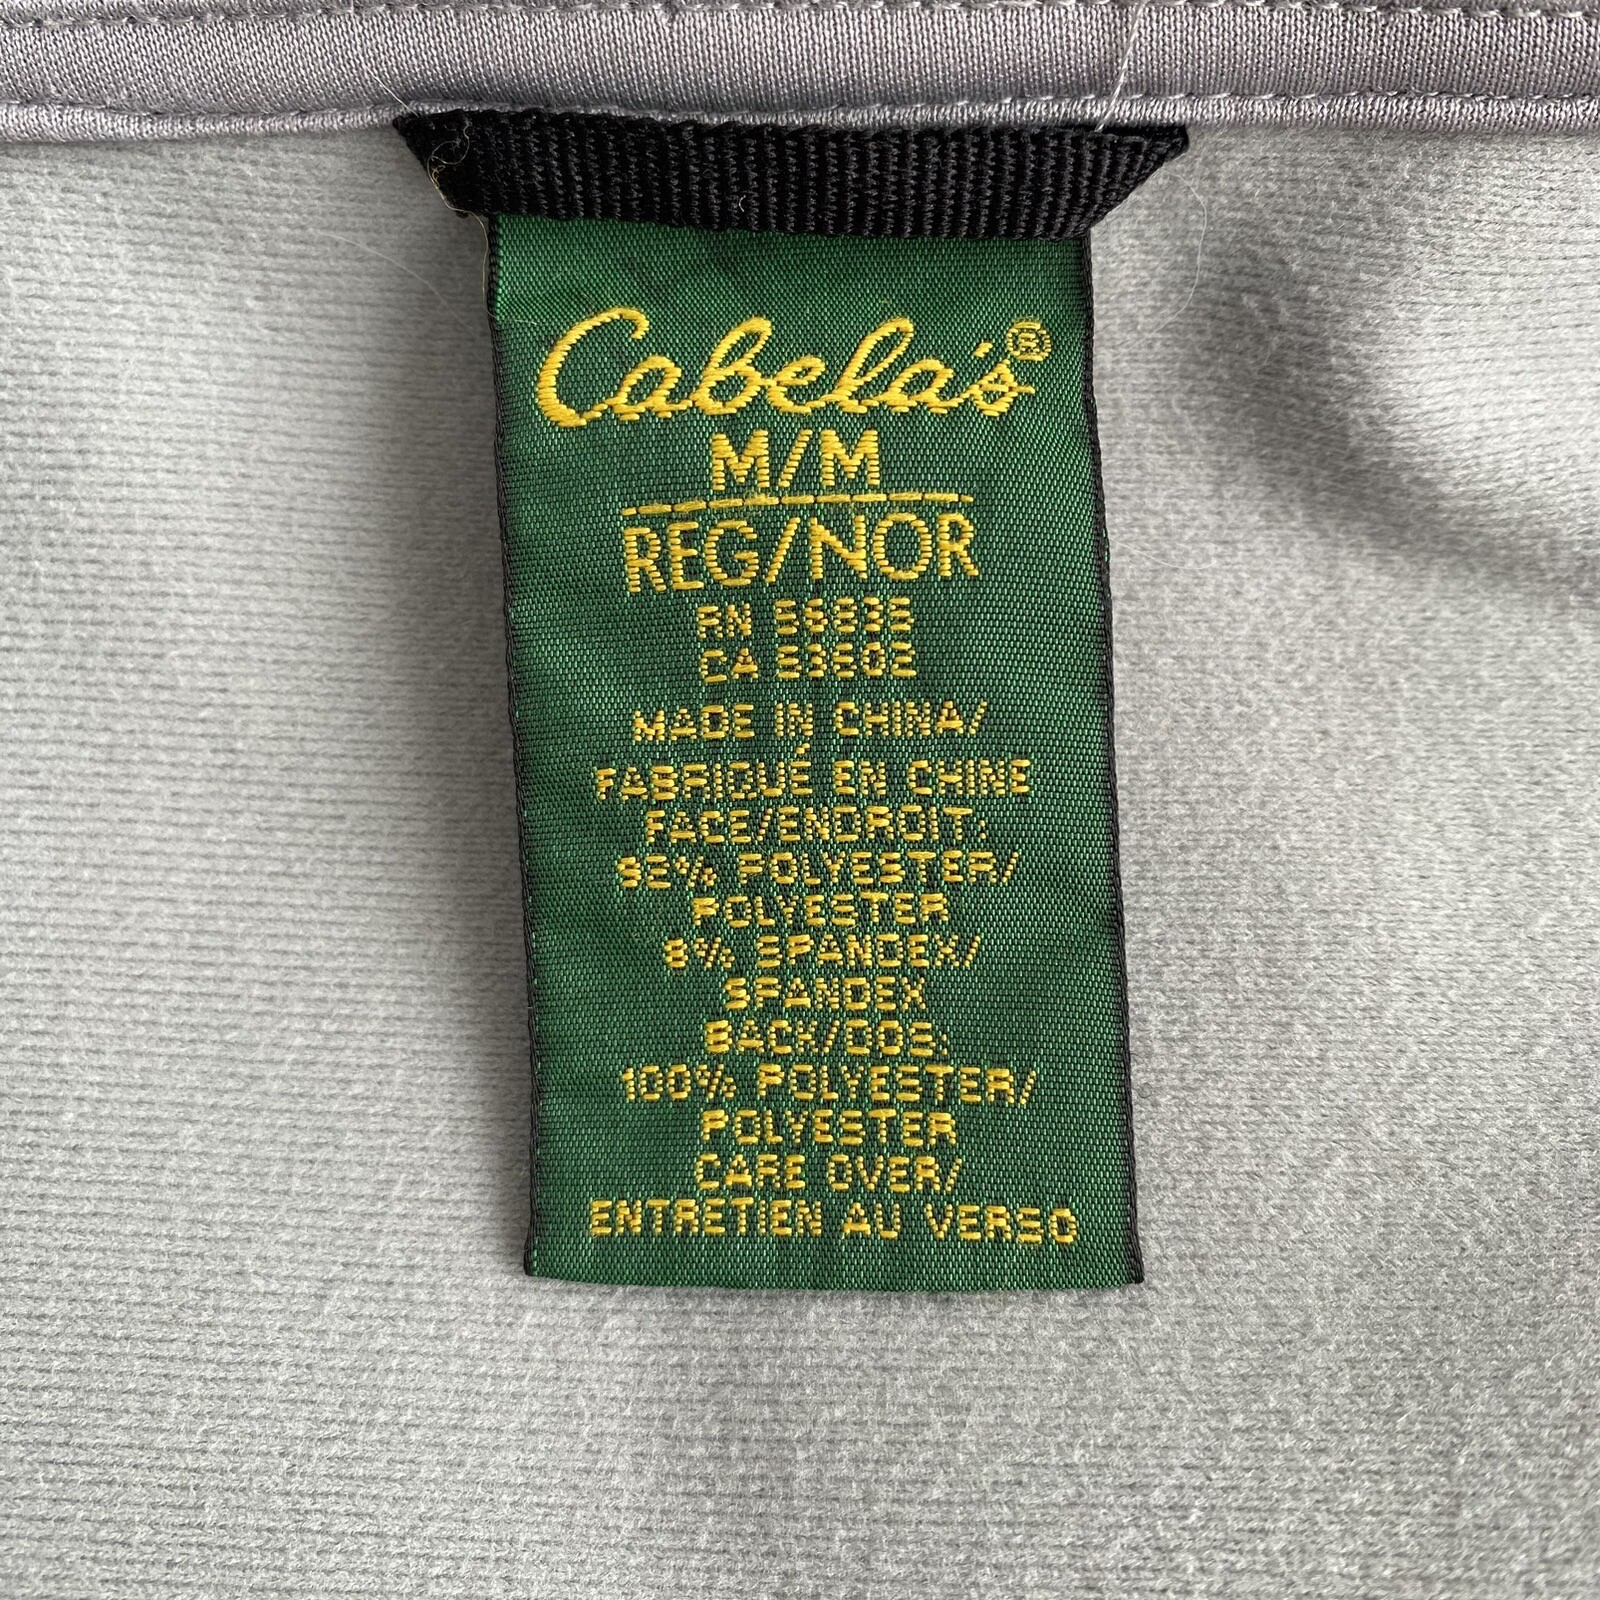 Cabela's®
M/M
REG/NOR
RN 56835
CA 53502
MADE IN CHINA/
FABRIQUÉ EN CHINE
FACE/ENDROIT:
92% POLYESTER/
POLYESTER
8% SPANDEX/
SPANDEX
BACK/DOS:
100% POLYESTER/
POLYESTER
CARE OVER/
ENTRETIEN AU VERSO